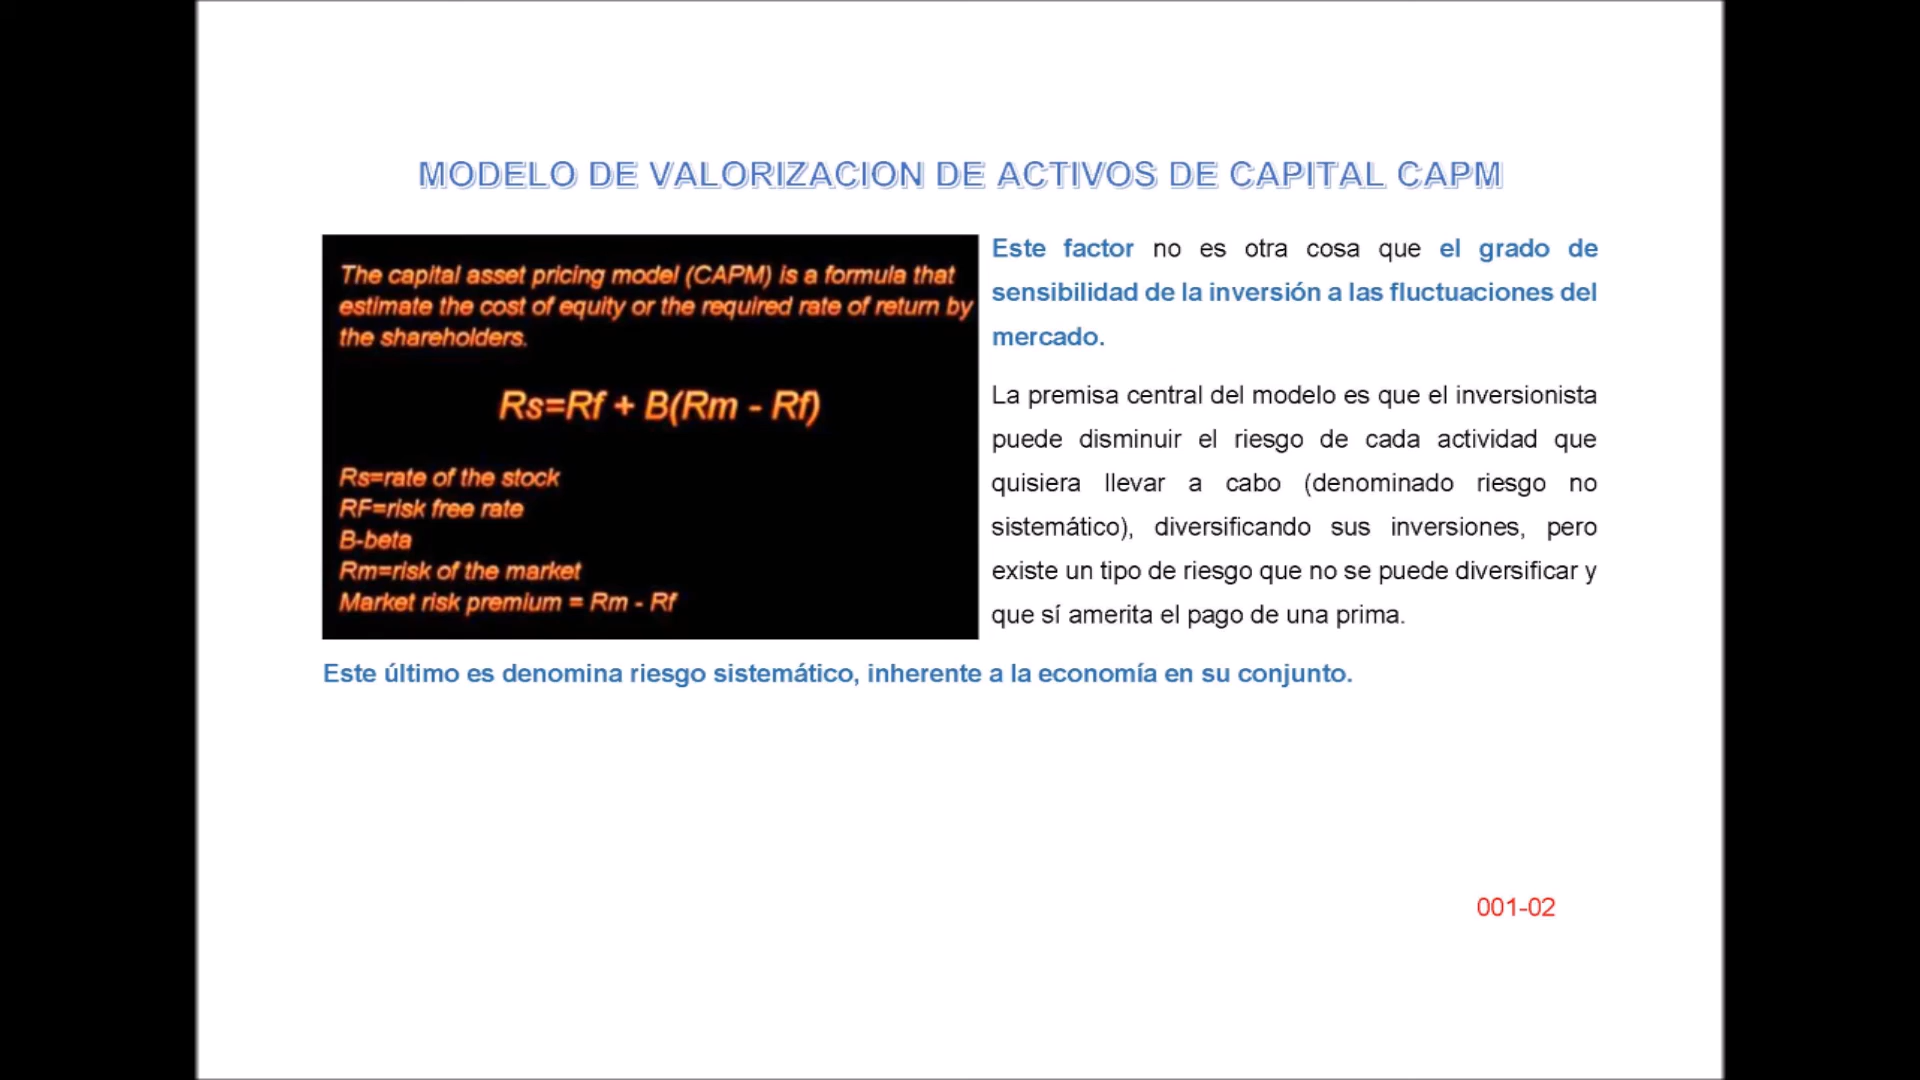 MODELO DE VALORIZACION DE ACTIVOS DE CAPITAL CAPM
The capital asset pricing model (CAPM) is a formula that
estimate the cost of equity or the required rate of return by
the shareholders.
Rs=Rf + B(Rm - Rf)
Rs=rate of the stock
RF=risk free rate
B-beta
Rm=risk of the market
Market risk premium = Rm - Rf
Este factor no es otra cosa que el grado de
sensibilidad de la inversión a las fluctuaciones del
mercado.
La premisa central del modelo es que el inversionista
puede disminuir el riesgo de cada actividad que
quisiera llevar a cabo (denominado riesgo no
sistemático), diversificando sus inversiones, pero
existe un tipo de riesgo que no se puede diversificar y
que sí amerita el pago de una prima.
Este último es denomina riesgo sistemático, inherente a la economía en su conjunto.
001-02